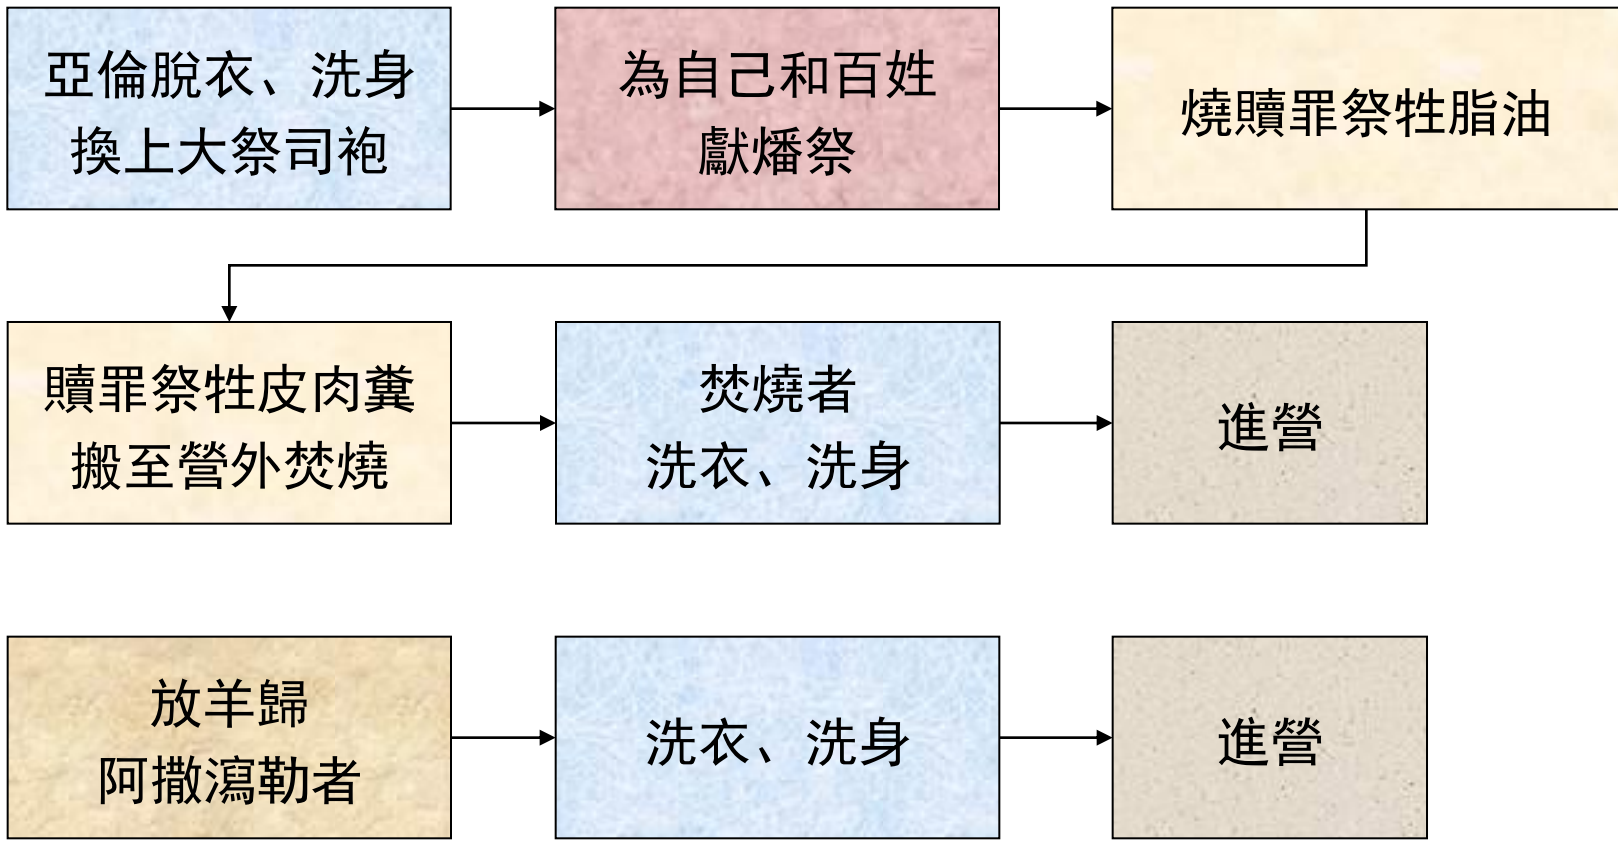 亞倫脫衣、洗身
換上大祭司袍
為自己和百姓
獻燔祭
燒贖罪祭牲脂油
贖罪祭牲皮肉糞
搬至營外焚燒
焚燒者
洗衣、洗身
進營
放羊歸
阿撒瀉勒者
洗衣、洗身
進營